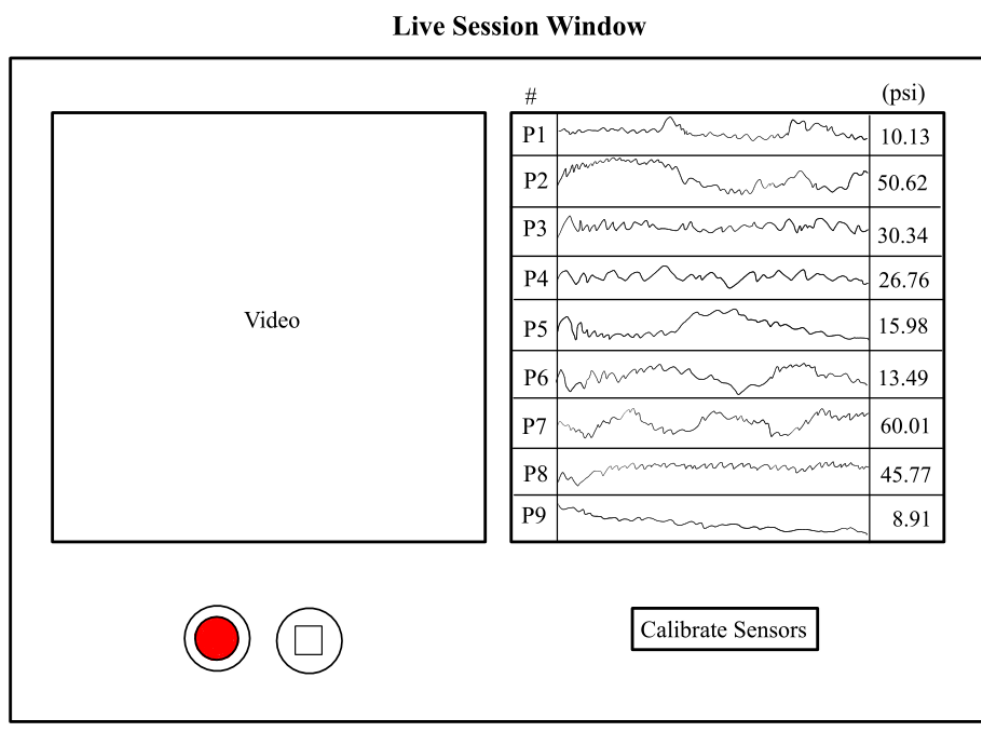 Live Session Window
# (psi)
P1 10.13
P2 50.62
P3 30.34
P4 26.76
P5 15.98
P6 13.49
P7 60.01
P8 45.77
P9 8.91
Video
Calibrate Sensors